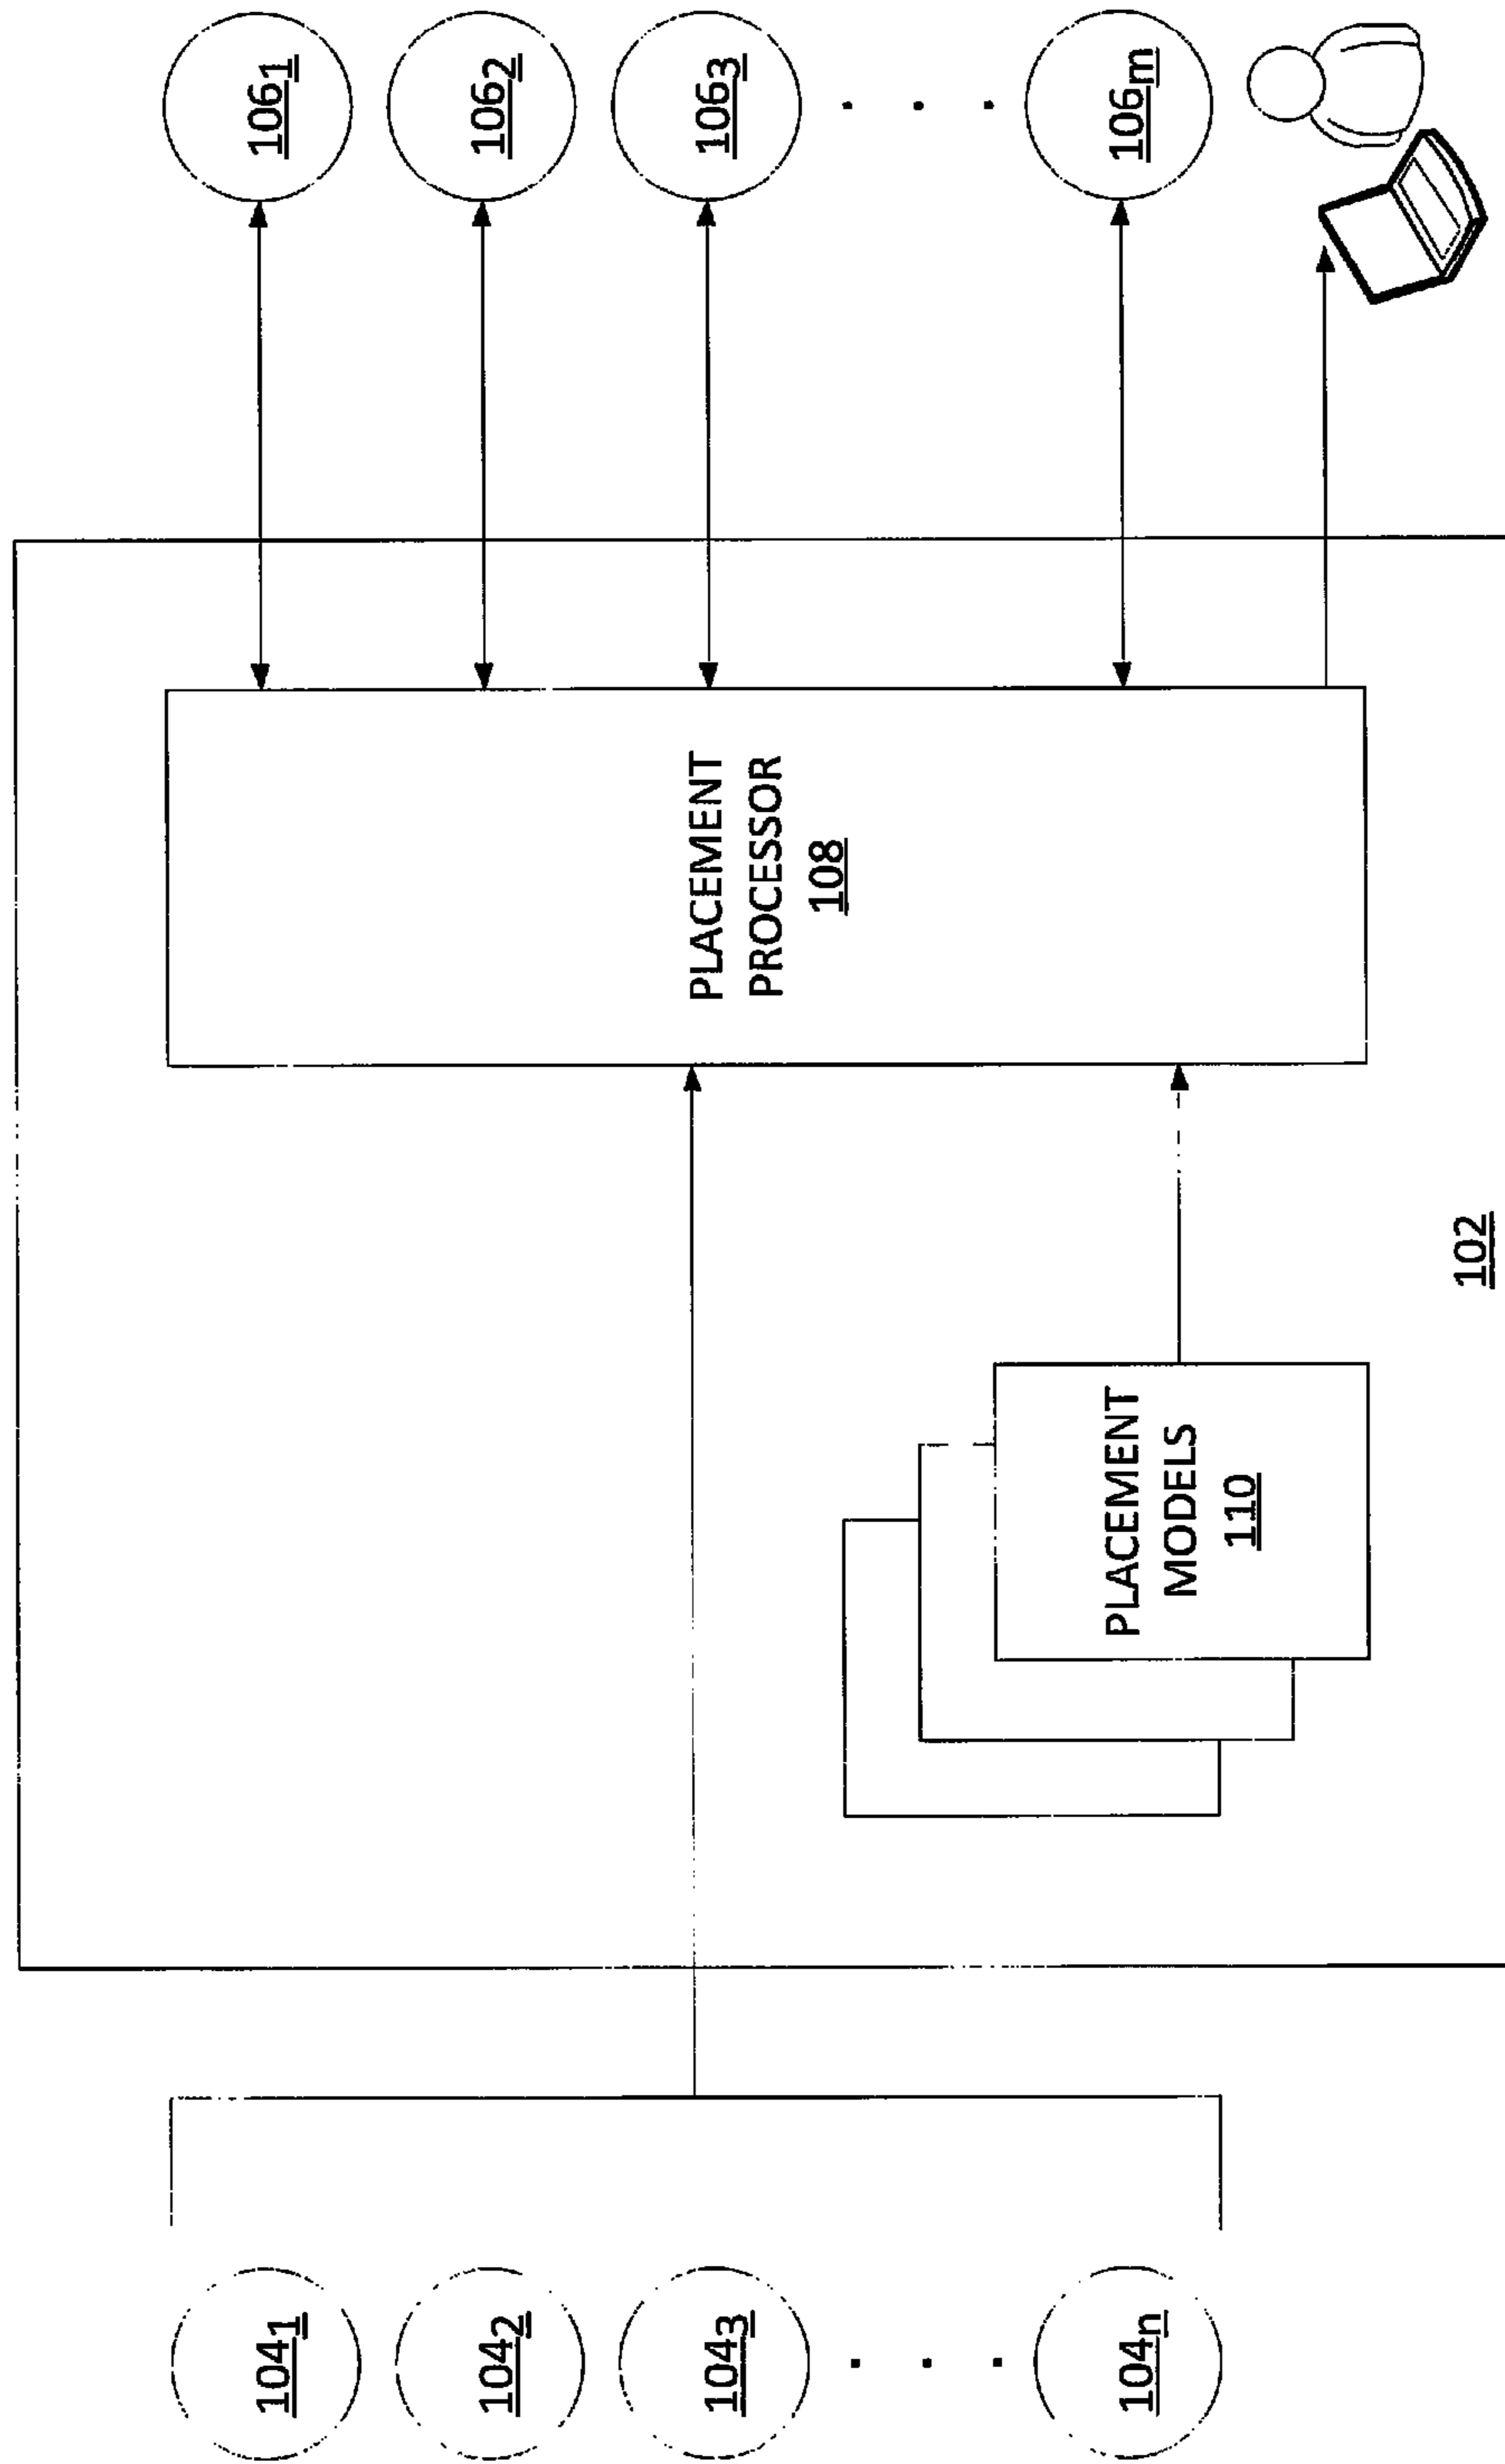 104₁
104₂
104₃
. . .
104ₙ
PLACEMENT
MODELS
110
102
PLACEMENT
PROCESSOR
108
106₁
106₂
106₃
. . .
106ₘ